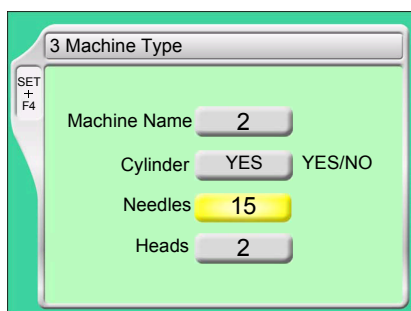 3 Machine Type
SET
+
F4
Machine Name 2
Cylinder YES YES/NO
Needles 15
Heads 2